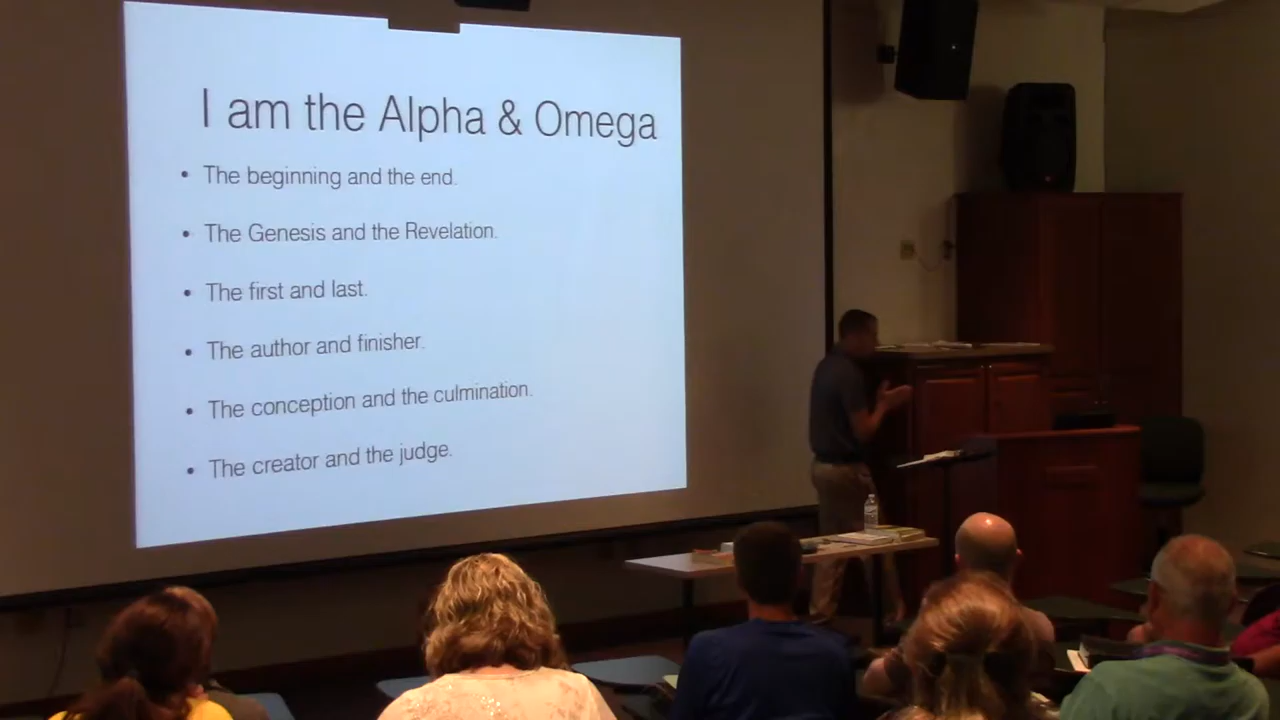 I am the Alpha & Omega
• The beginning and the end.
• The Genesis and the Revelation.
• The first and last.
• The author and finisher.
• The conception and the culmination.
• The creator and the judge.